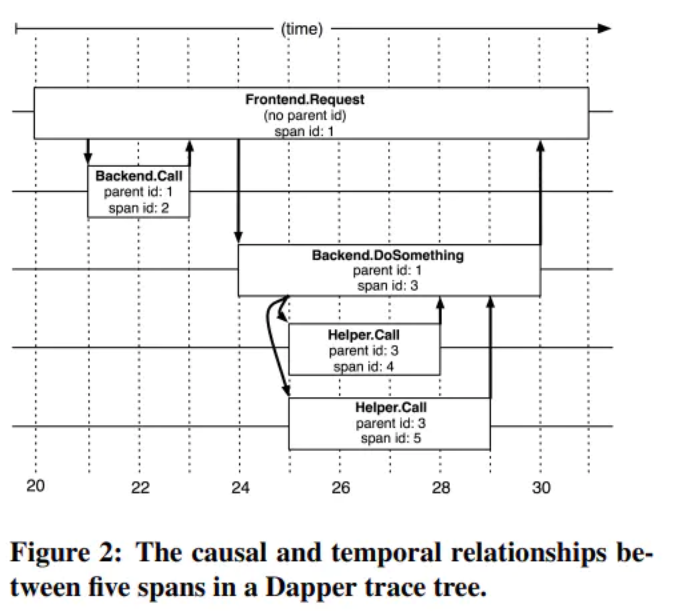 (time)
Frontend.Request
(no parent id)
span id: 1
Backend.Call
parent id: 1
span id: 2
Backend.DoSomething
parent id: 1
span id: 3
Helper.Call
parent id: 3
span id: 4
Helper.Call
parent id: 3
span id: 5
20 22 24 26 28 30
Figure 2: The causal and temporal relationships be-
tween five spans in a Dapper trace tree.